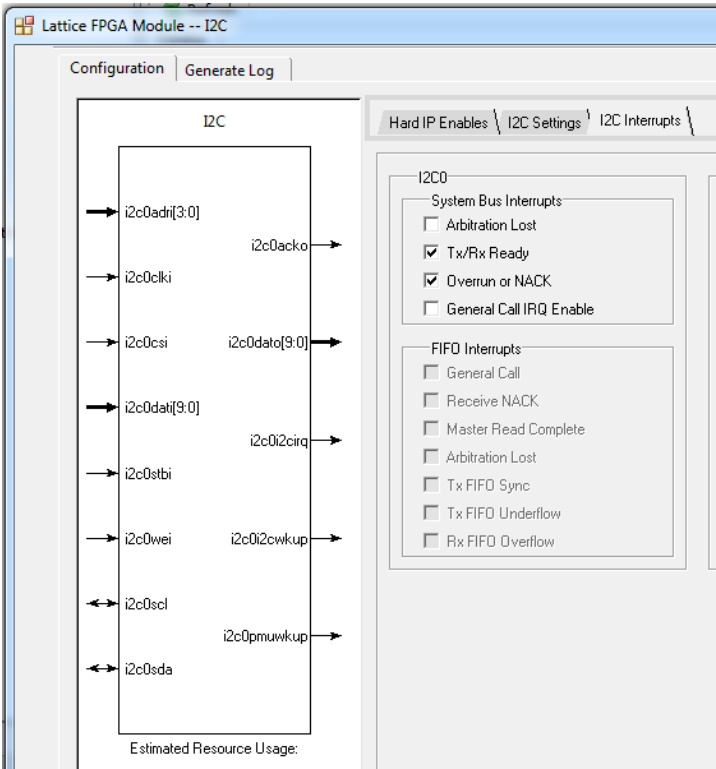 Lattice FPGA Module -- I2C
Configuration
Generate Log
I2C
i2c0adri[3:0]
i2c0acko
i2c0clki
i2c0csi
i2c0dato[9:0]
i2c0dati[9:0]
i2c0i2cirq
i2c0stbi
i2c0wei
i2c0i2cwkup
i2c0scl
i2c0pmuwkup
i2c0sda
Estimated Resource Usage:
Hard IP Enables
I2C Settings
I2C Interrupts
I2C0
System Bus Interrupts
Arbitration Lost
Tx/Rx Ready
Overrun or NACK
General Call IRQ Enable
FIFO Interrupts
General Call
Receive NACK
Master Read Complete
Arbitration Lost
Tx FIFO Sync
Tx FIFO Underflow
Rx FIFO Overflow